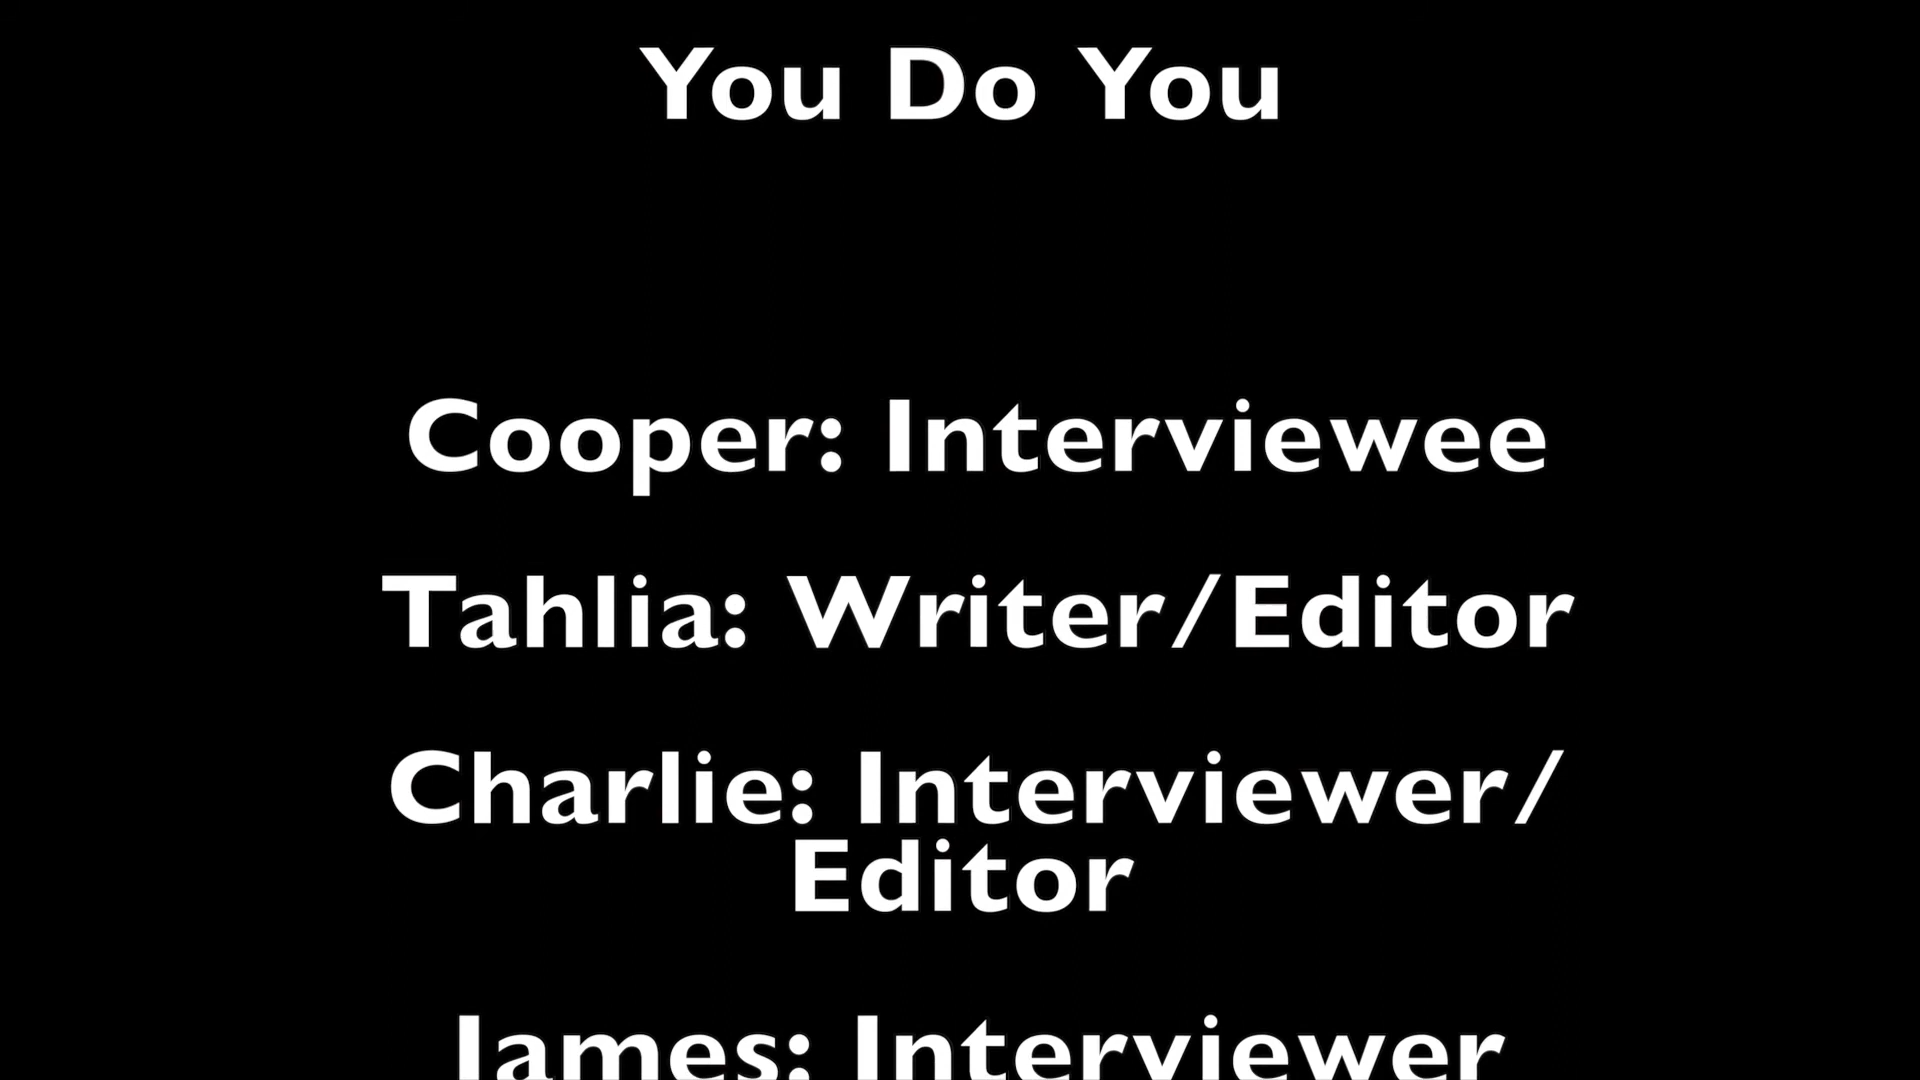 You Do You
Cooper: Interviewee
Tahlia: Writer/Editor
Charlie: Interviewer/
Editor
James: Interviewer